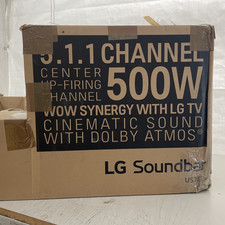 3.1.1 CHANNEL
CENTER
UP-FIRING
CHANNEL
500W
WOW SYNERGY WITH LG TV
CINEMATIC SOUND
WITH DOLBY ATMOS
LG Soundbar